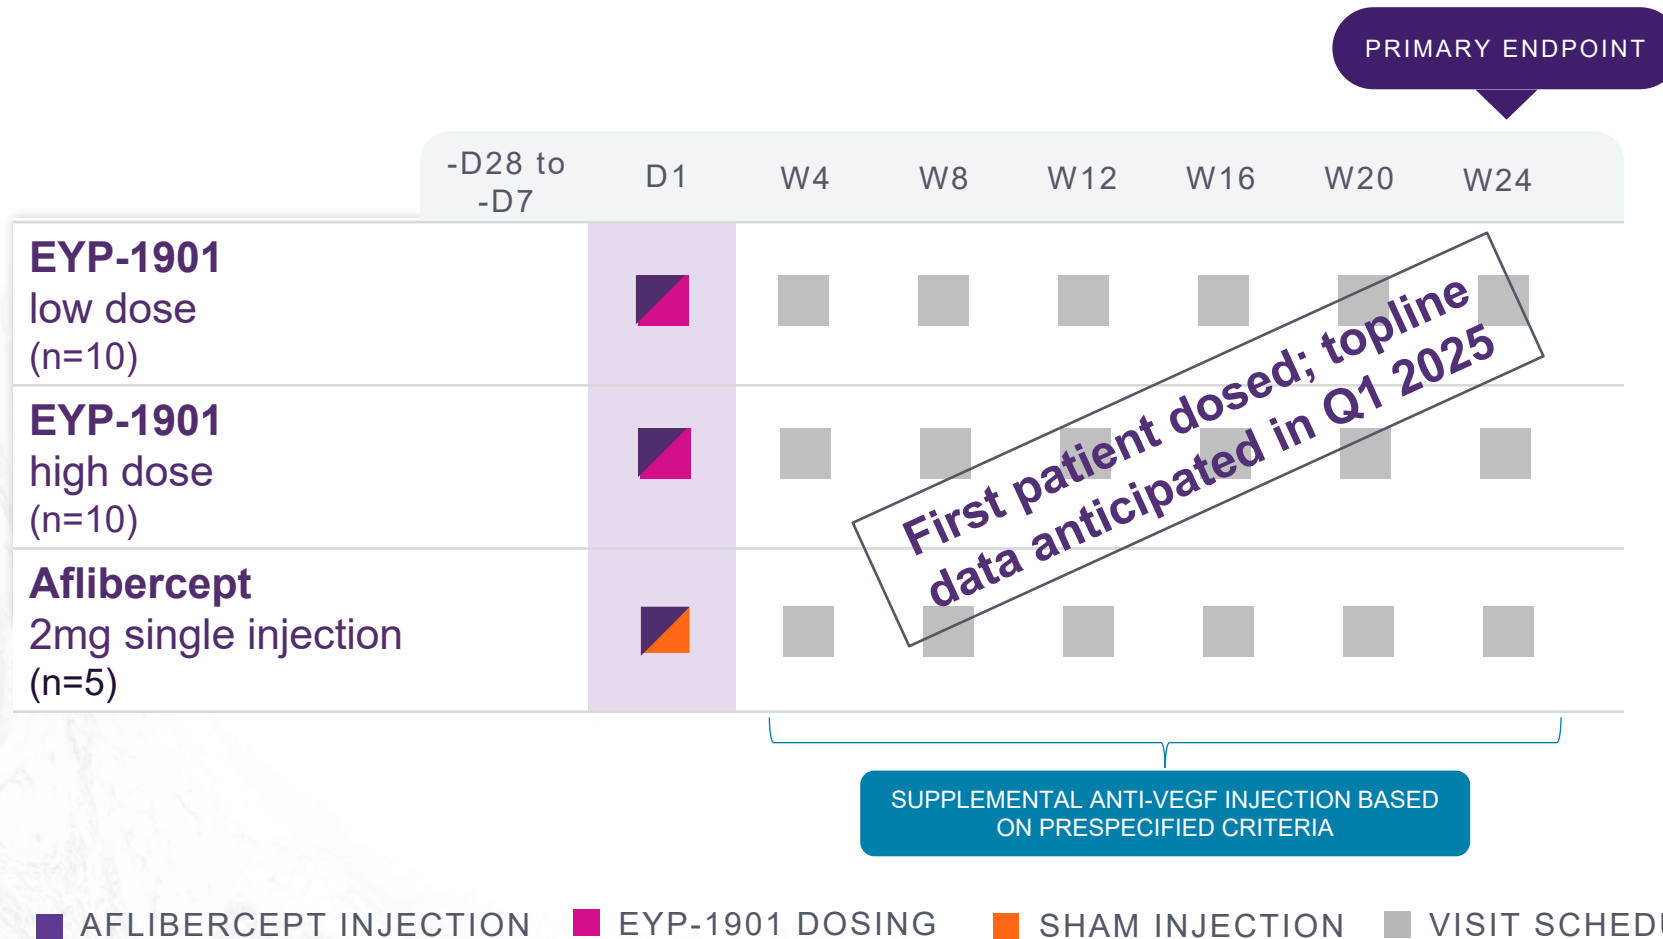 PRIMARY ENDPOINT
-D28 to
-D7
D1
W4
W8
W12
W16
W20
W24
EYP-1901
low dose
(n=10)
EYP-1901
high dose
(n=10)
Aflibercept
2mg single injection
(n=5)
First patient dosed; topline
data anticipated in Q1 2025
SUPPLEMENTAL ANTI-VEGF INJECTION BASED
ON PRESPECIFIED CRITERIA
AFLIBERCEPT INJECTION
EYP-1901 DOSING
SHAM INJECTION
VISIT SCHEDU